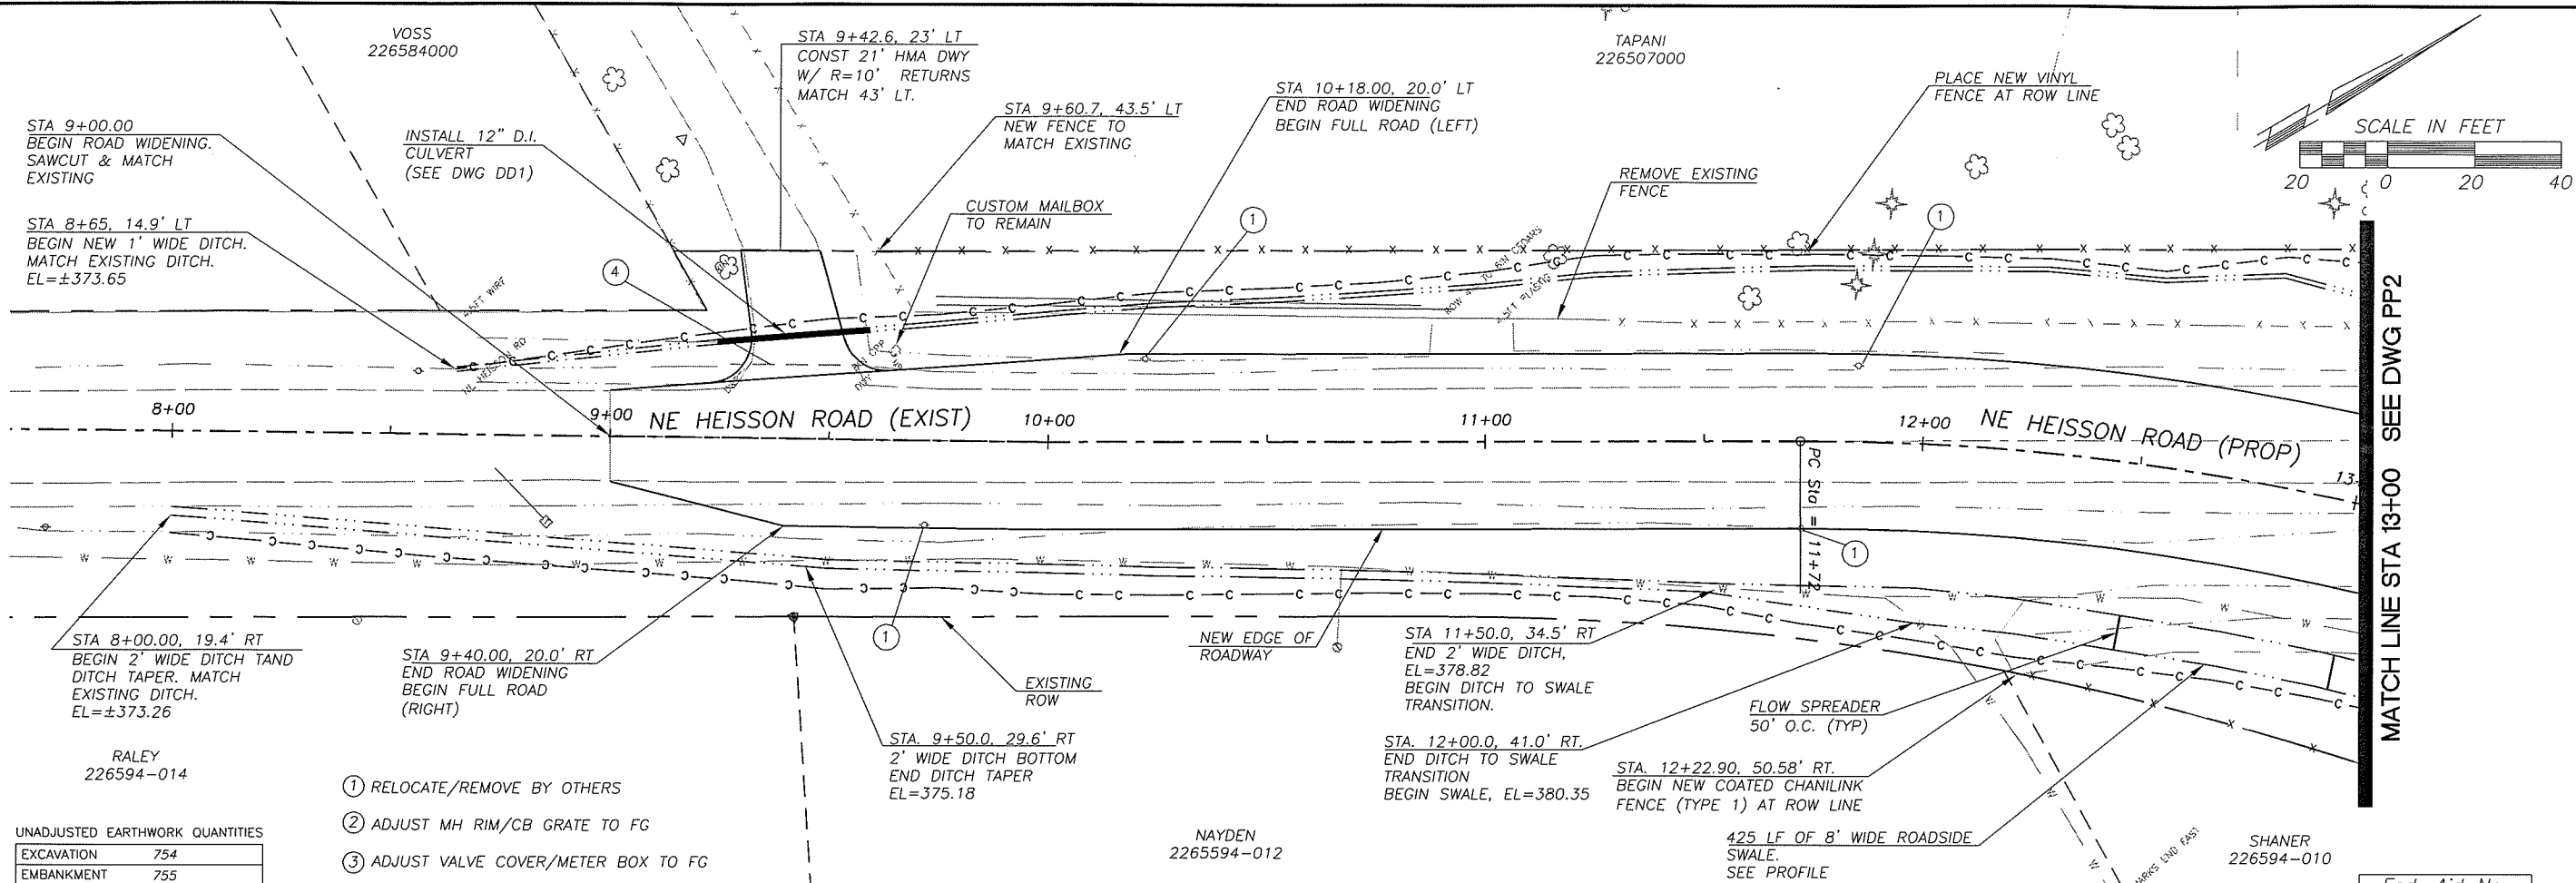 VOSS
226584000
STA 9+42.6, 23' LT
CONST 21' HMA DWY
W/ R=10' RETURNS
MATCH 43' LT.
TAPANI
226507000
STA 9+00.00
BEGIN ROAD WIDENING.
SAWCUT & MATCH
EXISTING
INSTALL 12" D.I.
CULVERT
(SEE DWG DD1)
STA 9+60.7, 43.5' LT
NEW FENCE TO
MATCH EXISTING
STA 10+18.00, 20.0' LT
END ROAD WIDENING
BEGIN FULL ROAD (LEFT)
PLACE NEW VINYL
FENCE AT ROW LINE
SCALE IN FEET
20 0 20 40
STA 8+65, 14.9' LT
BEGIN NEW 1' WIDE DITCH.
MATCH EXISTING DITCH.
EL=±373.65
CUSTOM MAILBOX
TO REMAIN
REMOVE EXISTING
FENCE
1
1
4
8+00
9+00
NE HEISSON ROAD (EXIST)
10+00
11+00
12+00
NE HEISSON ROAD (PROP)
13
PC Sta = 11+72
MATCH LINE STA 13+00 SEE DWG PP2
1
1
STA 8+00.00, 19.4' RT
BEGIN 2' WIDE DITCH TAND
DITCH TAPER. MATCH
EXISTING DITCH.
EL=±373.26
STA 9+40.00, 20.0' RT
END ROAD WIDENING
BEGIN FULL ROAD
(RIGHT)
EXISTING
ROW
NEW EDGE OF
ROADWAY
STA 11+50.0, 34.5' RT
END 2' WIDE DITCH,
EL=378.82
BEGIN DITCH TO SWALE
TRANSITION.
FLOW SPREADER
50' O.C. (TYP)
STA. 9+50.0, 29.6' RT
2' WIDE DITCH BOTTOM
END DITCH TAPER
EL=375.18
STA. 12+00.0, 41.0' RT.
END DITCH TO SWALE
TRANSITION
BEGIN SWALE, EL=380.35
STA. 12+22.90, 50.58' RT.
BEGIN NEW COATED CHANILINK
FENCE (TYPE 1) AT ROW LINE
425 LF OF 8' WIDE ROADSIDE
SWALE.
SEE PROFILE
RALEY
226594-014
NAYDEN
2265594-012
SHANER
226594-010
1 RELOCATE/REMOVE BY OTHERS
2 ADJUST MH RIM/CB GRATE TO FG
3 ADJUST VALVE COVER/METER BOX TO FG
UNADJUSTED EARTHWORK QUANTITIES
EXCAVATION 754
EMBANKMENT 755